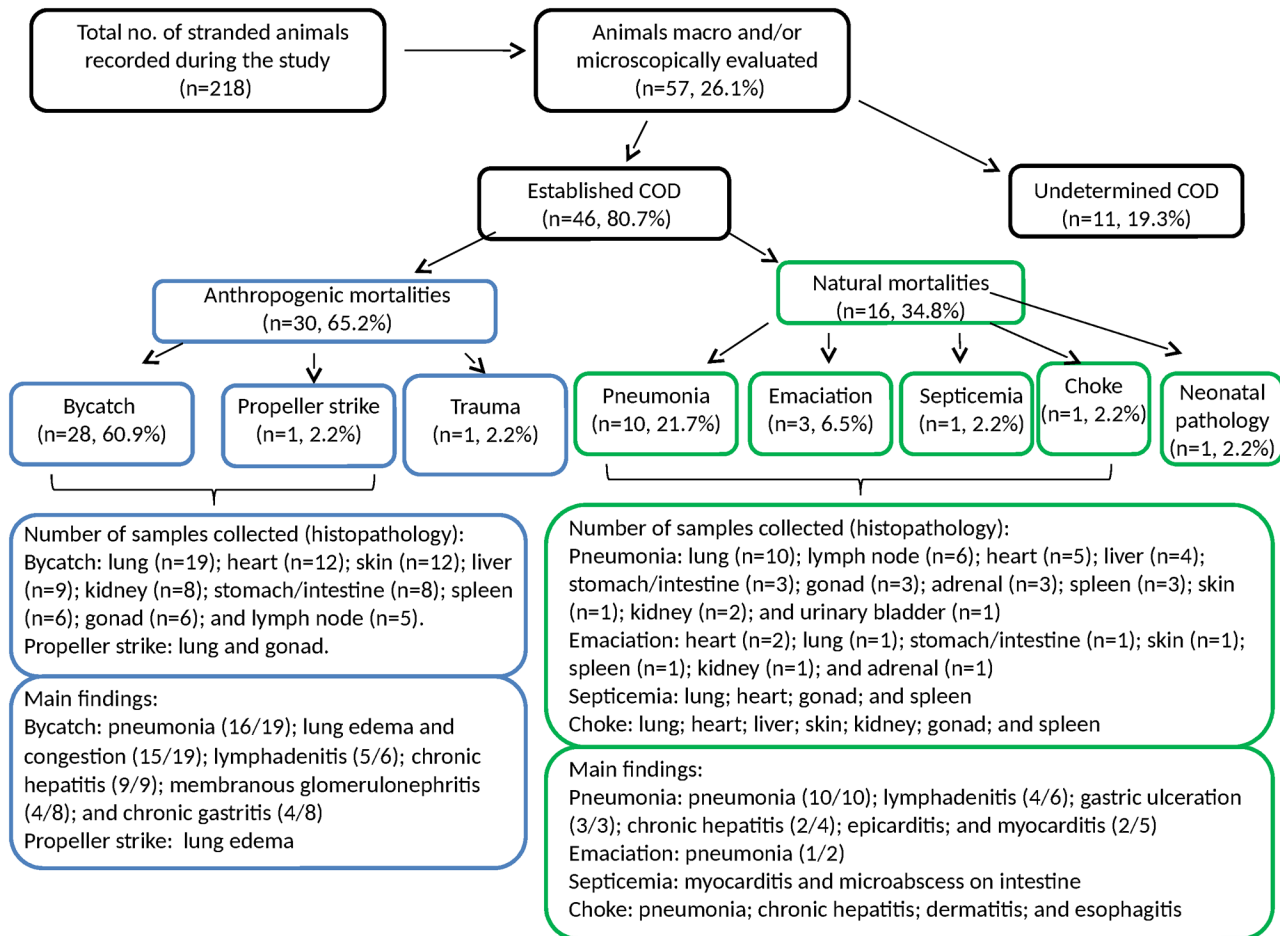 Total no. of stranded animals
recorded during the study
(n=218)
Animals macro and/or
microscopically evaluated
(n=57, 26.1%)
Established COD
(n=46, 80.7%)
Undetermined COD
(n=11, 19.3%)
Anthropogenic mortalities
(n=30, 65.2%)
Natural mortalities
(n=16, 34.8%)
Bycatch
(n=28, 60.9%)
Propeller strike
(n=1, 2.2%)
Trauma
(n=1, 2.2%)
Pneumonia
(n=10, 21.7%)
Emaciation
(n=3, 6.5%)
Septicemia
(n=1, 2.2%)
Choke
(n=1, 2.2%)
Neonatal
pathology
(n=1, 2.2%)
Number of samples collected (histopathology):
Bycatch: lung (n=19); heart (n=12); skin (n=12); liver
(n=9); kidney (n=8); stomach/intestine (n=8); spleen
(n=6); gonad (n=6); and lymph node (n=5).
Propeller strike: lung and gonad.
Main findings:
Bycatch: pneumonia (16/19); lung edema and
congestion (15/19); lymphadenitis (5/6); chronic
hepatitis (9/9); membranous glomerulonephritis
(4/8); and chronic gastritis (4/8)
Propeller strike: lung edema
Number of samples collected (histopathology):
Pneumonia: lung (n=10); lymph node (n=6); heart (n=5); liver (n=4);
stomach/intestine (n=3); gonad (n=3); adrenal (n=3); spleen (n=3); skin
(n=1); kidney (n=2); and urinary bladder (n=1)
Emaciation: heart (n=2); lung (n=1); stomach/intestine (n=1); skin (n=1);
spleen (n=1); kidney (n=1); and adrenal (n=1)
Septicemia: lung; heart; gonad; and spleen
Choke: lung; heart; liver; skin; kidney; gonad; and spleen
Main findings:
Pneumonia: pneumonia (10/10); lymphadenitis (4/6); gastric ulceration
(3/3); chronic hepatitis (2/4); epicarditis; and myocarditis (2/5)
Emaciation: pneumonia (1/2)
Septicemia: myocarditis and microabscess on intestine
Choke: pneumonia; chronic hepatitis; dermatitis; and esophagitis